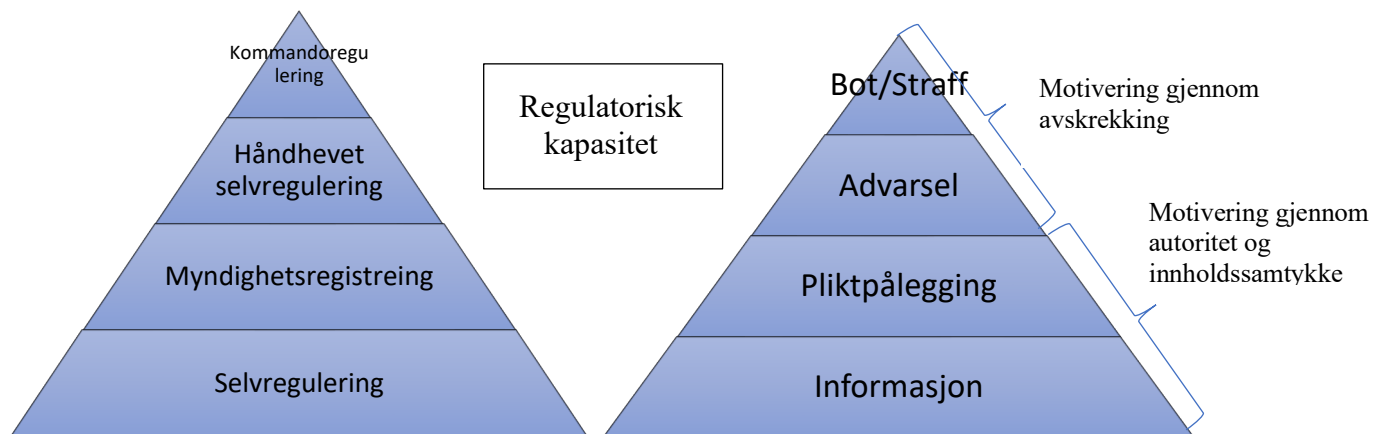 Kommandoregu
lering
Håndhevet
selvregulering
Myndighetsregistreing
Selvregulering
Regulatorisk
kapasitet
Bot/Straff
Advarsel
Pliktpålegging
Informasjon
Motivering gjennom
avskrekking
Motivering gjennom
autoritet og
innholdssamtykke